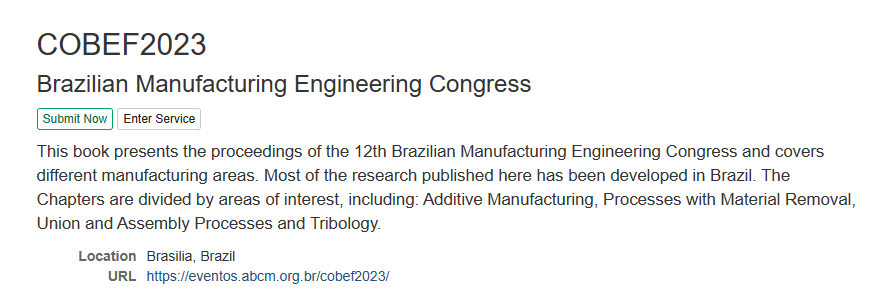 COBEF2023
Brazilian Manufacturing Engineering Congress
Submit Now Enter Service
This book presents the proceedings of the 12th Brazilian Manufacturing Engineering Congress and covers
different manufacturing areas. Most of the research published here has been developed in Brazil. The
Chapters are divided by areas of interest, including: Additive Manufacturing, Processes with Material Removal,
Union and Assembly Processes and Tribology.
Location Brasilia, Brazil
URL https://eventos.abcm.org.br/cobef2023/